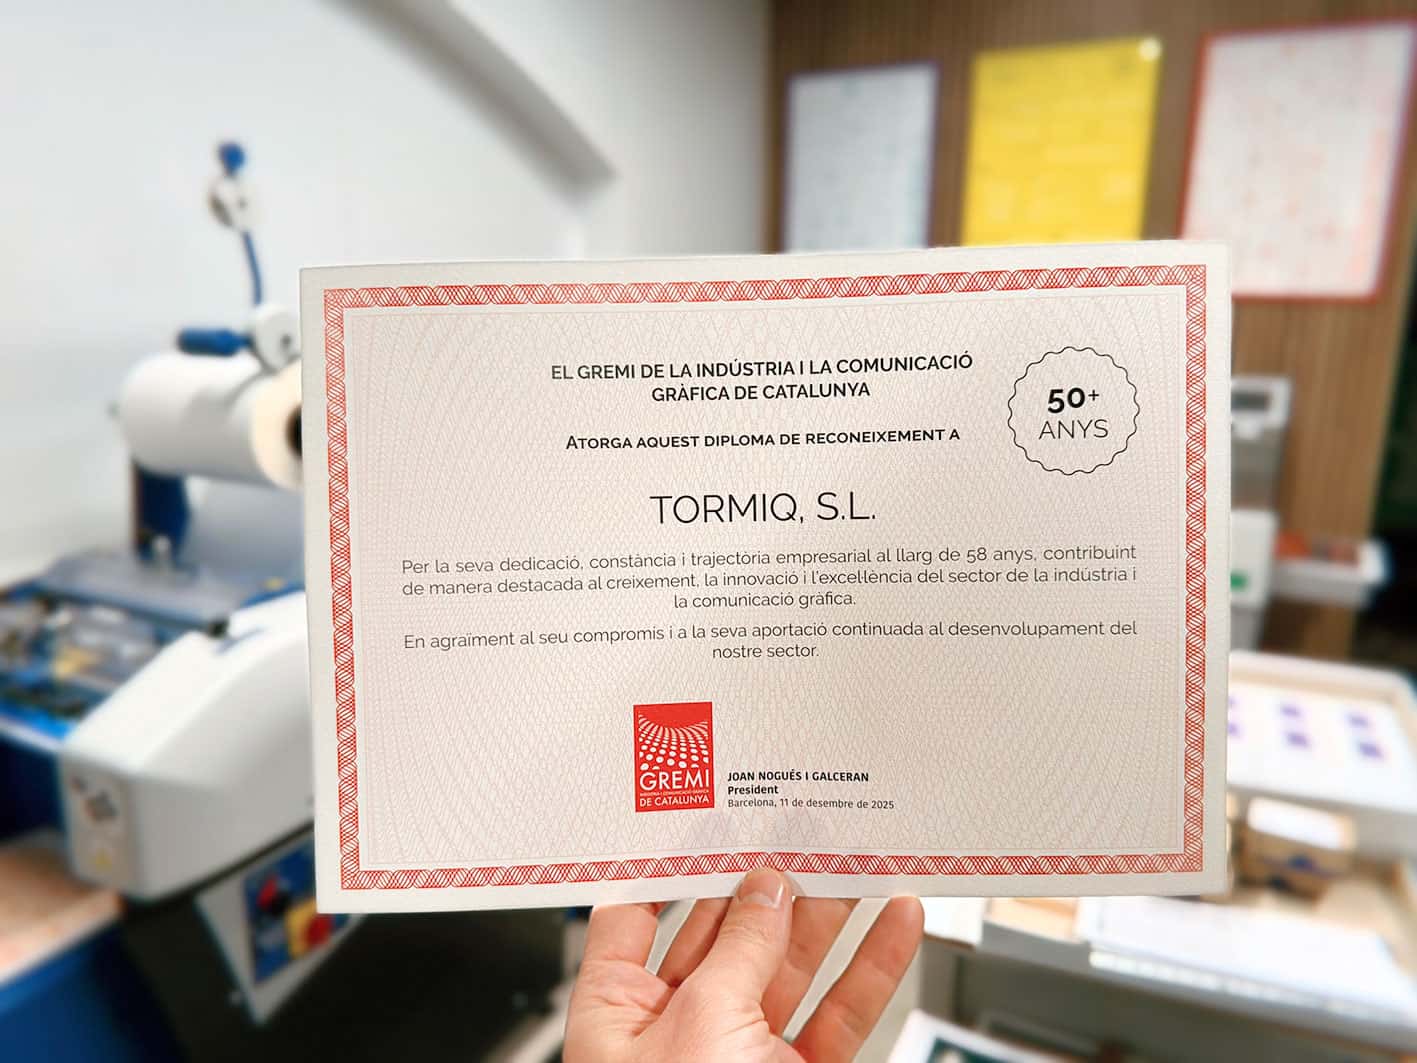 EL GREMI DE LA INDÚSTRIA I LA COMUNICACIÓ
GRÀFICA DE CATALUNYA
50+
ANYS
ATORGA AQUEST DIPLOMA DE RECONEIXEMENT A
TORMIQ, S.L.
Per la seva dedicació, constància i trajectòria empresarial al llarg de 58 anys, contribuint
de manera destacada al creixement, la innovació i l'excel·lència del sector de la indústria i
la comunicació gràfica.
En agraïment al seu compromís i a la seva aportació continuada al desenvolupament del
nostre sector.
GREMI
INDÚSTRIA I COMUNICACIÓ GRÀFICA
DE CATALUNYA
JOAN NOGUÉS I GALCERAN
President
Barcelona, 11 de desembre de 2025